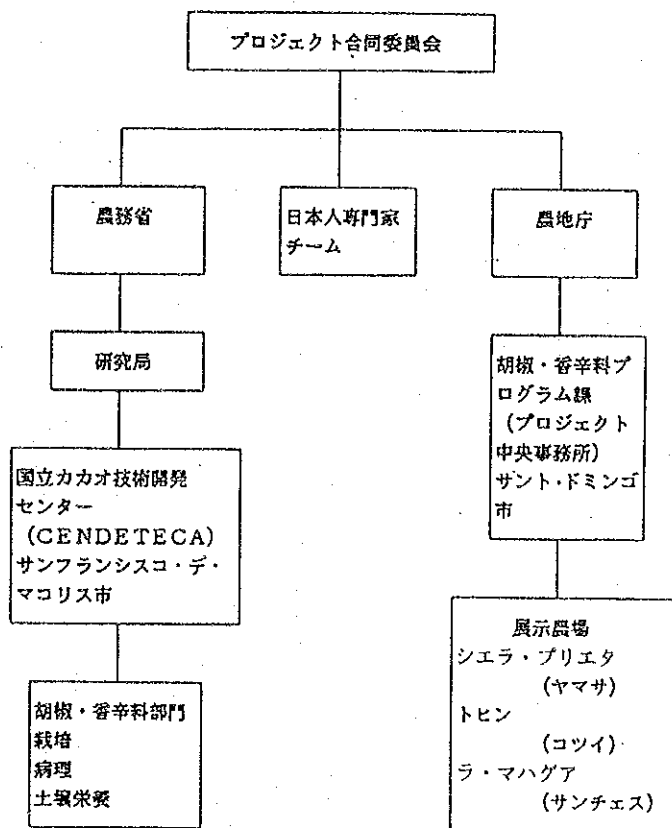 プロジェクト合同委員会
農務省
日本人専門家
チーム
農地庁
研究局
胡椒・香辛料プ
ログラム課
(プロジェクト
中央事務所)
サント・ドミンゴ
市
国立カカオ技術開発
センター
(CENDETECA)
サンフランシスコ・デ・
マコリス市
展示農場
シエラ・プリエタ
(ヤマサ)
トヒン
(コツイ)
ラ・マハグア
(サンチェス)
胡椒・香辛料部門
栽培
病理
土壌栄養